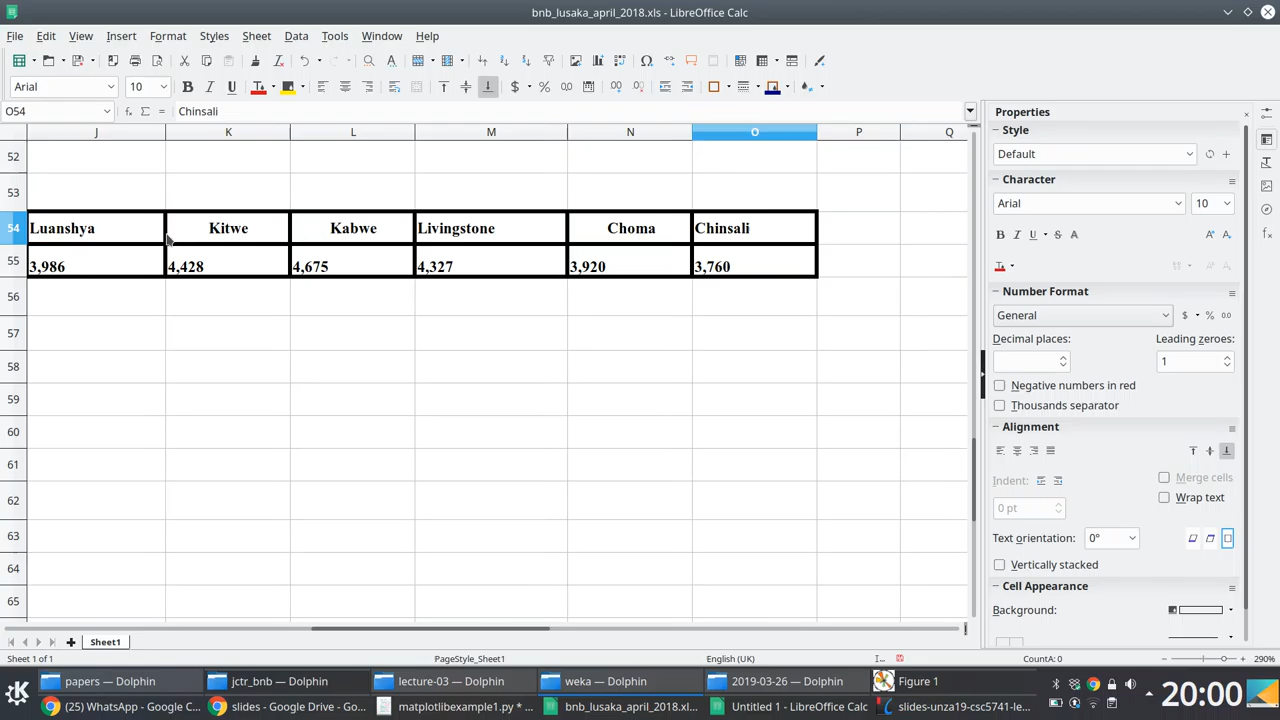 bnb_lusaka_april_2018.xls - LibreOffice Calc
File Edit View Insert Format Styles Sheet Data Tools Window Help
Arial 10
O54 Chinsali
J K L M N O P Q
52
53
54 Luanshya Kitwe Kabwe Livingstone Choma Chinsali
55 3,986 4,428 4,675 4,327 3,920 3,760
56
57
58
59
60
61
62
63
64
65
Sheet1
Sheet 1 of 1 PageStyle_Sheet1 English (UK) I... CountA: 0 290%
Properties
Style
Default
Character
Arial 10
Number Format
General
Decimal places: Leading zeroes:
1
Negative numbers in red
Thousands separator
Alignment
Indent: Merge cells
0 pt Wrap text
Text orientation: 0°
Vertically stacked
Cell Appearance
Background:
papers — Dolphin jctr_bnb — Dolphin lecture-03 — Dolphin weka — Dolphin 2019-03-26 — Dolphin Figure 1
(25) WhatsApp - Google C... slides - Google Drive - Go... matplotlibexample1.py * ... bnb_lusaka_april_2018.xls... Untitled 1 - LibreOffice Calc slides-unza19-csc5741-le...
20:00